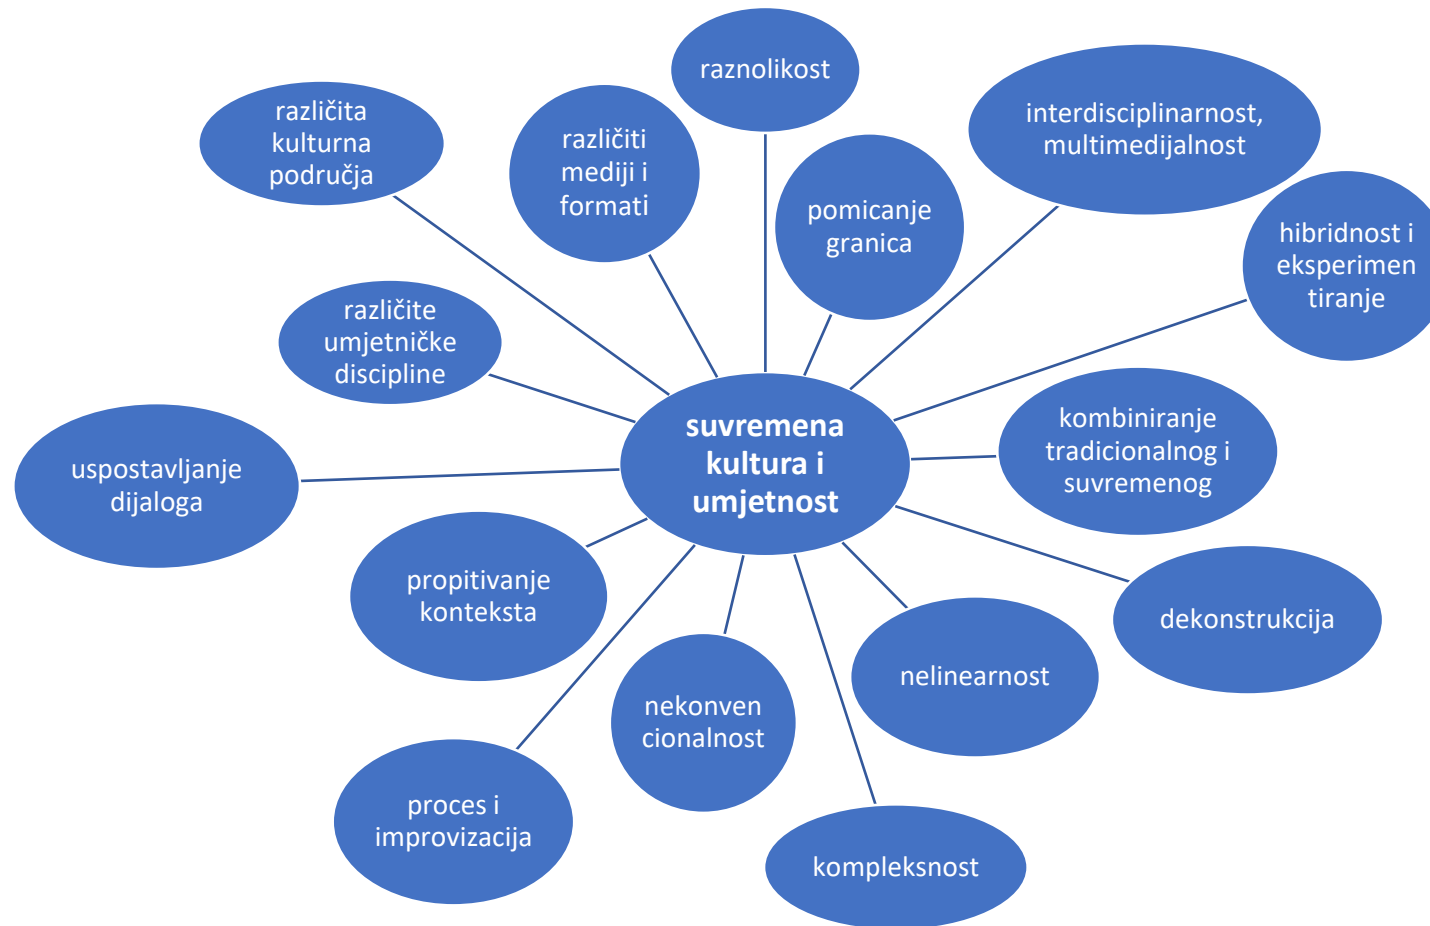 raznolikost
različita
kulturna
područja
različiti
mediji i
formati
interdisciplinarnost,
multimedijalnost
pomicanje
granica
hibridnost i
eksperimen
tiranje
različite
umjetničke
discipline
suvremena
kultura i
umjetnost
kombiniranje
tradicionalnog i
suvremenog
uspostavljanje
dijaloga
propitivanje
konteksta
dekonstrukcija
nelinearnost
nekonven
cionalnost
proces i
improvizacija
kompleksnost